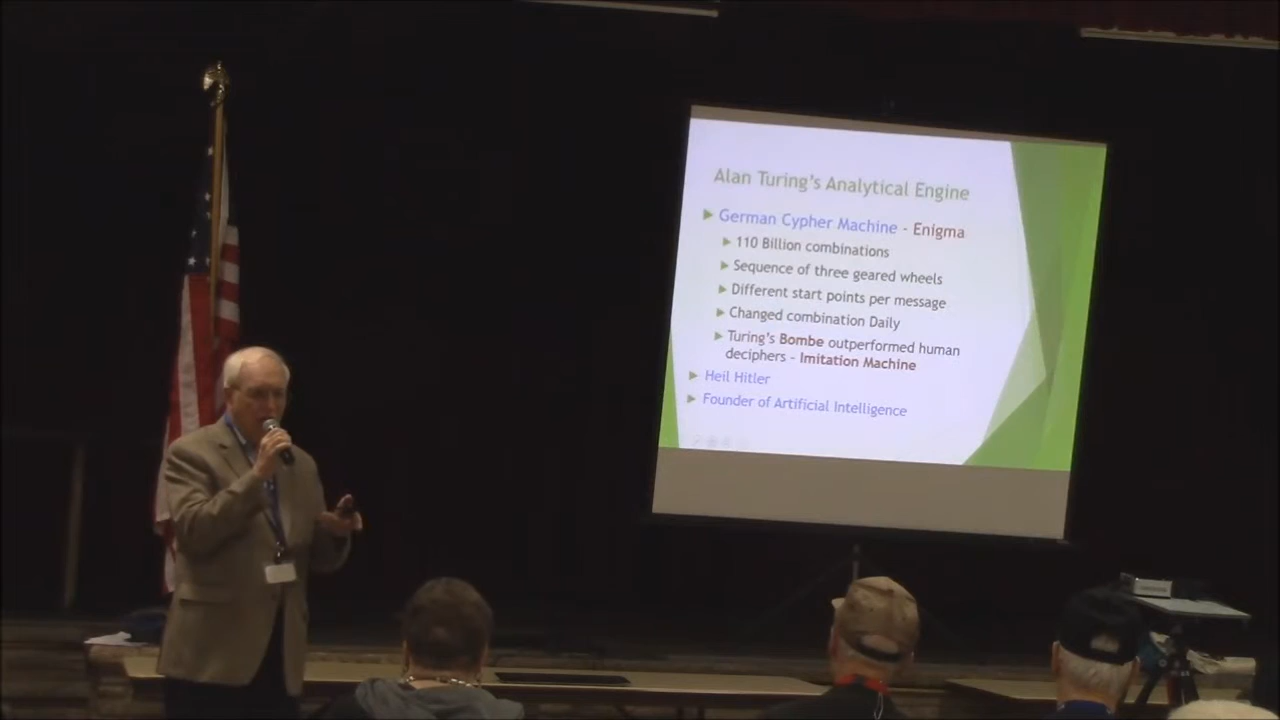 Alan Turing's Analytical Engine
German Cypher Machine - Enigma
110 Billion combinations
Sequence of three geared wheels
Different start points per message
Changed combination Daily
Turing's Bombe outperformed human
deciphers - Imitation Machine
Heil Hitler
Founder of Artificial Intelligence